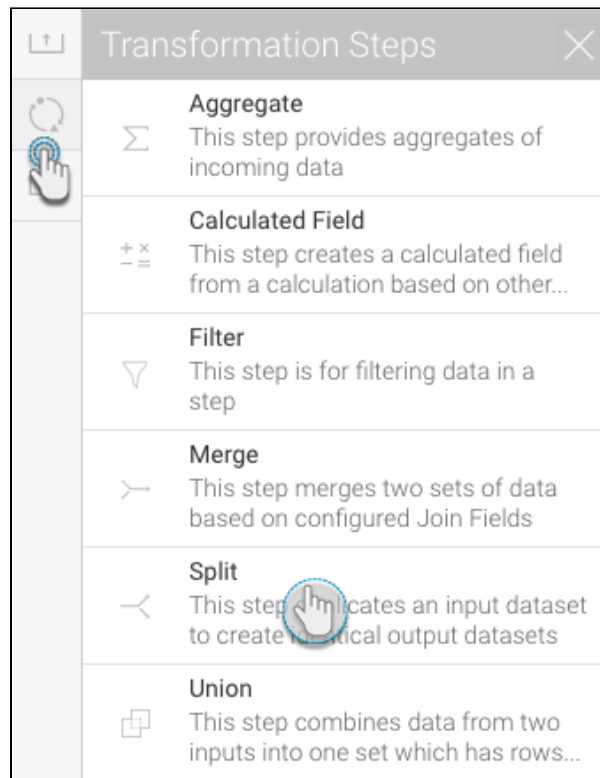 Transformation Steps
Aggregate
This step provides aggregates of
incoming data
Calculated Field
This step creates a calculated field
from a calculation based on other...
Filter
This step is for filtering data in a
step
Merge
This step merges two sets of data
based on configured Join Fields
Split
This step duplicates an input dataset
to create identical output datasets
Union
This step combines data from two
inputs into one set which has rows...